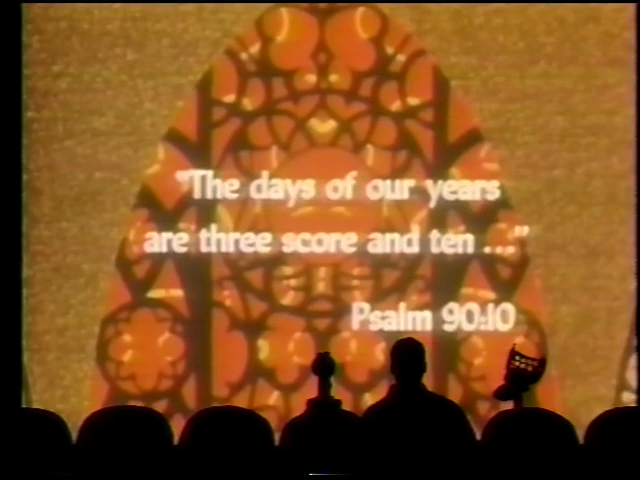 "The days of our years
are three score and ten ..."
Psalm 90:10